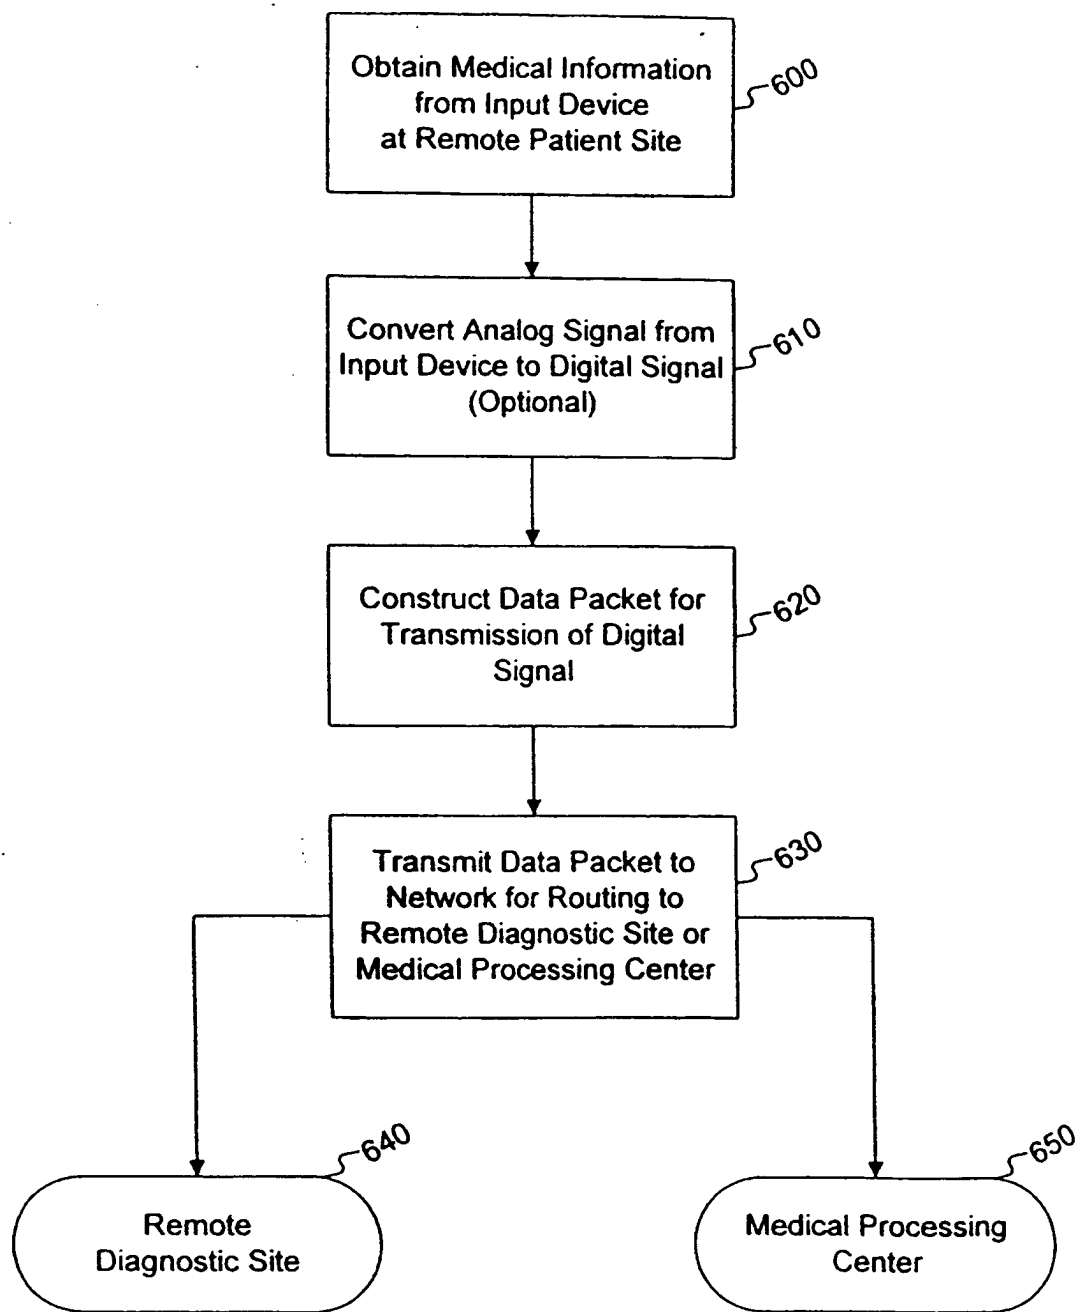 Obtain Medical Information
from Input Device
at Remote Patient Site
600
Convert Analog Signal from
Input Device to Digital Signal
(Optional)
610
Construct Data Packet for
Transmission of Digital
Signal
620
Transmit Data Packet to
Network for Routing to
Remote Diagnostic Site or
Medical Processing Center
630
640
Remote
Diagnostic Site
650
Medical Processing
Center